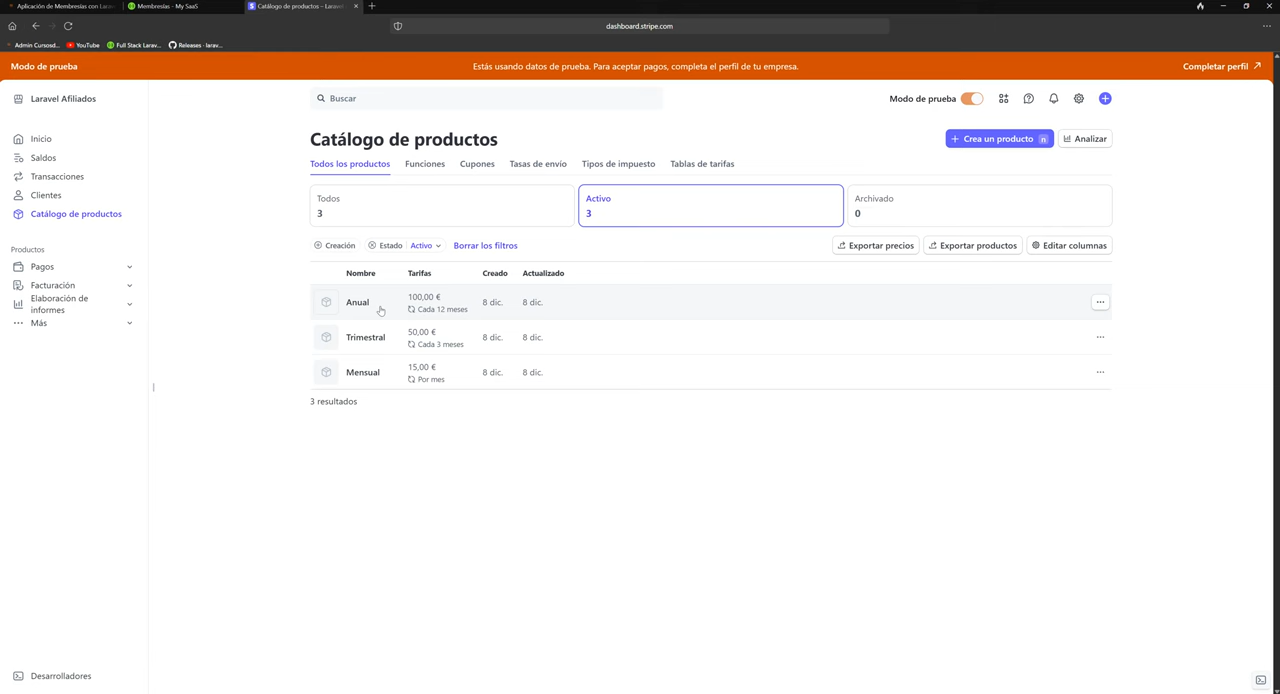 Aplicación de Membresías con Larav
Membresías - My SaaS
Catálogo de productos – Laravel
dashboard.stripe.com
Admin Cursosd...
YouTube
Full Stack Larav...
Releases · larav...
Modo de prueba
Estás usando datos de prueba. Para aceptar pagos, completa el perfil de tu empresa.
Completar perfil
Laravel Afiliados
Buscar
Modo de prueba
Inicio
Saldos
Transacciones
Clientes
Catálogo de productos
Productos
Pagos
Facturación
Elaboración de
informes
Más
Desarrolladores
Catálogo de productos
Crea un producto n
Analizar
Todos los productos
Funciones
Cupones
Tasas de envío
Tipos de impuesto
Tablas de tarifas
Todos
3
Activo
3
Archivado
0
Creación
Estado
Activo
Borrar los filtros
Exportar precios
Exportar productos
Editar columnas
Nombre Tarifas Creado Actualizado
Anual 100,00 € 8 dic. 8 dic.
Cada 12 meses
Trimestral 50,00 € 8 dic. 8 dic.
Cada 3 meses
Mensual 15,00 € 8 dic. 8 dic.
Por mes
3 resultados